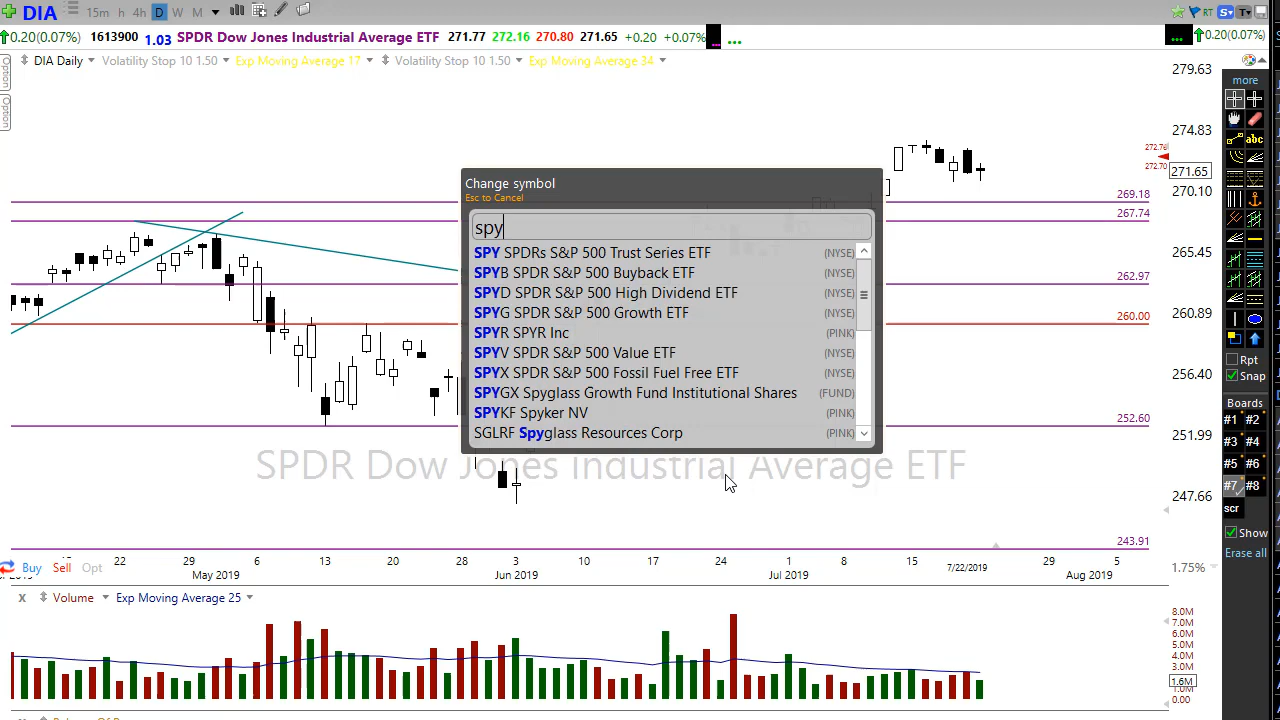 DIA 15m h 4h D W M RT S T
0.20(0.07%) 1613900 1.03 SPDR Dow Jones Industrial Average ETF 271.77 272.16 270.80 271.65 +0.20 +0.07% ... ... ... 0.20(0.07%)
DIA Daily Volatility Stop 10 1.50 Exp Moving Average 17 Volatility Stop 10 1.50 Exp Moving Average 34
Option
Option
279.63
274.83
272.76
272.70
271.65
270.10
269.18
267.74
265.45
262.97
260.89
260.00
256.40
252.60
251.99
247.66
243.91
1.75%
Change symbol
Esc to Cancel
spy
SPY SPDRs S&P 500 Trust Series ETF (NYSE)
SPYB SPDR S&P 500 Buyback ETF (NYSE)
SPYD SPDR S&P 500 High Dividend ETF (NYSE)
SPYG SPDR S&P 500 Growth ETF (NYSE)
SPYR SPYR Inc (PINK)
SPYV SPDR S&P 500 Value ETF (NYSE)
SPYX SPDR S&P 500 Fossil Fuel Free ETF (NYSE)
SPYGX Spyglass Growth Fund Institutional Shares (FUND)
SPYKF Spyker NV (PINK)
SGLRF Spyglass Resources Corp (PINK)
SPDR Dow Jones Industrial Average ETF
22 29 6 13 20 28 3 10 17 24 1 8 15 7/22/2019 29 5
May 2019 Jun 2019 Jul 2019 Aug 2019
Buy Sell Opt
X Volume Exp Moving Average 25
8.0M
7.0M
6.0M
5.0M
4.0M
3.0M
1.6M
1.0M
0.00
more
abc
Rpt
Snap
Boards
#1 #2
#3 #4
#5 #6
#7 #8
scr
Show
Erase all